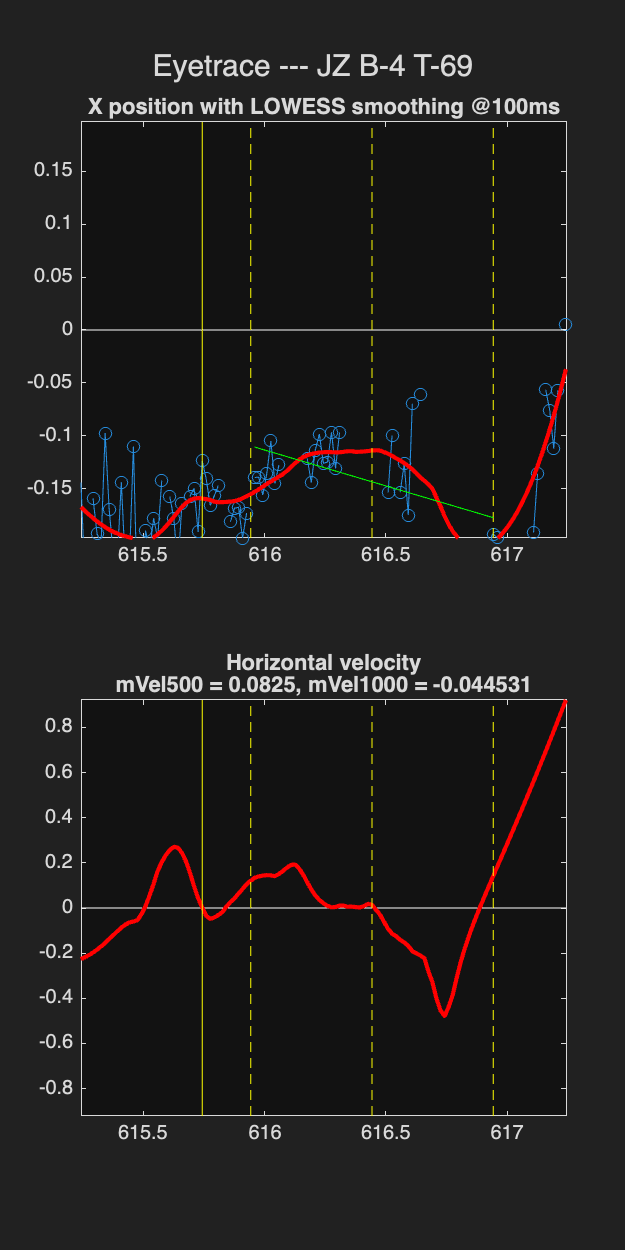 Eyetrace --- JZ B-4 T-69
X position with LOWESS smoothing @100ms
0.15
0.1
0.05
0
-0.05
-0.1
-0.15
615.5 616 616.5 617
Horizontal velocity
mVel500 = 0.0825, mVel1000 = -0.044531
0.8
0.6
0.4
0.2
0
-0.2
-0.4
-0.6
-0.8
615.5 616 616.5 617